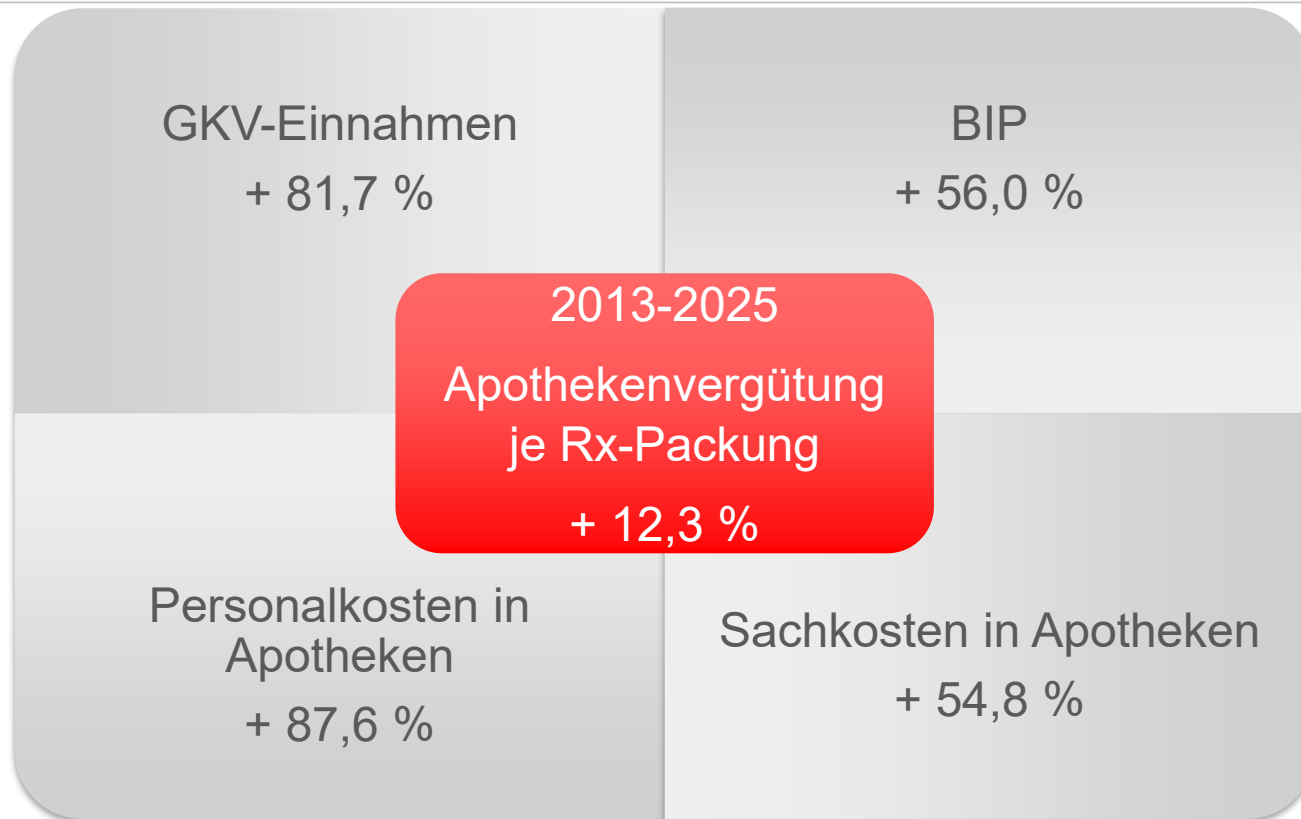 GKV-Einnahmen
+ 81,7 %
BIP
+ 56,0 %
2013-2025
Apothekenvergütung
je Rx-Packung
+ 12,3 %
Personalkosten in
Apotheken
+ 87,6 %
Sachkosten in Apotheken
+ 54,8 %